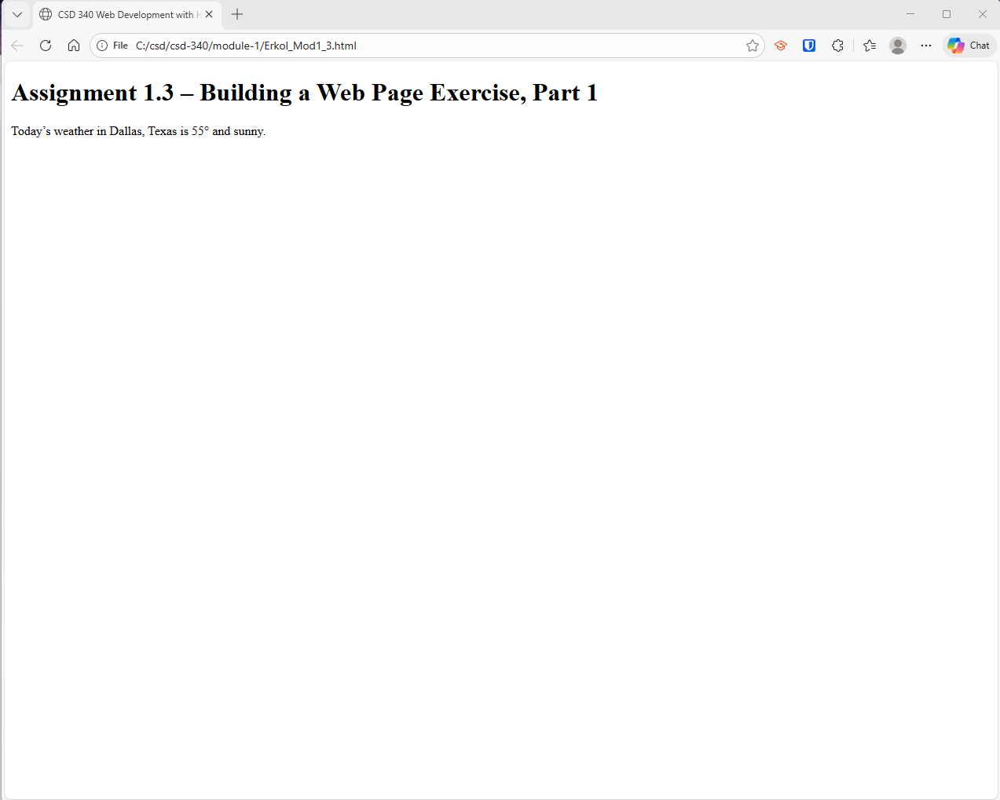 CSD 340 Web Development with
File C:/csd/csd-340/module-1/Erkol_Mod1_3.html
Chat
Assignment 1.3 – Building a Web Page Exercise, Part 1
Today’s weather in Dallas, Texas is 55° and sunny.